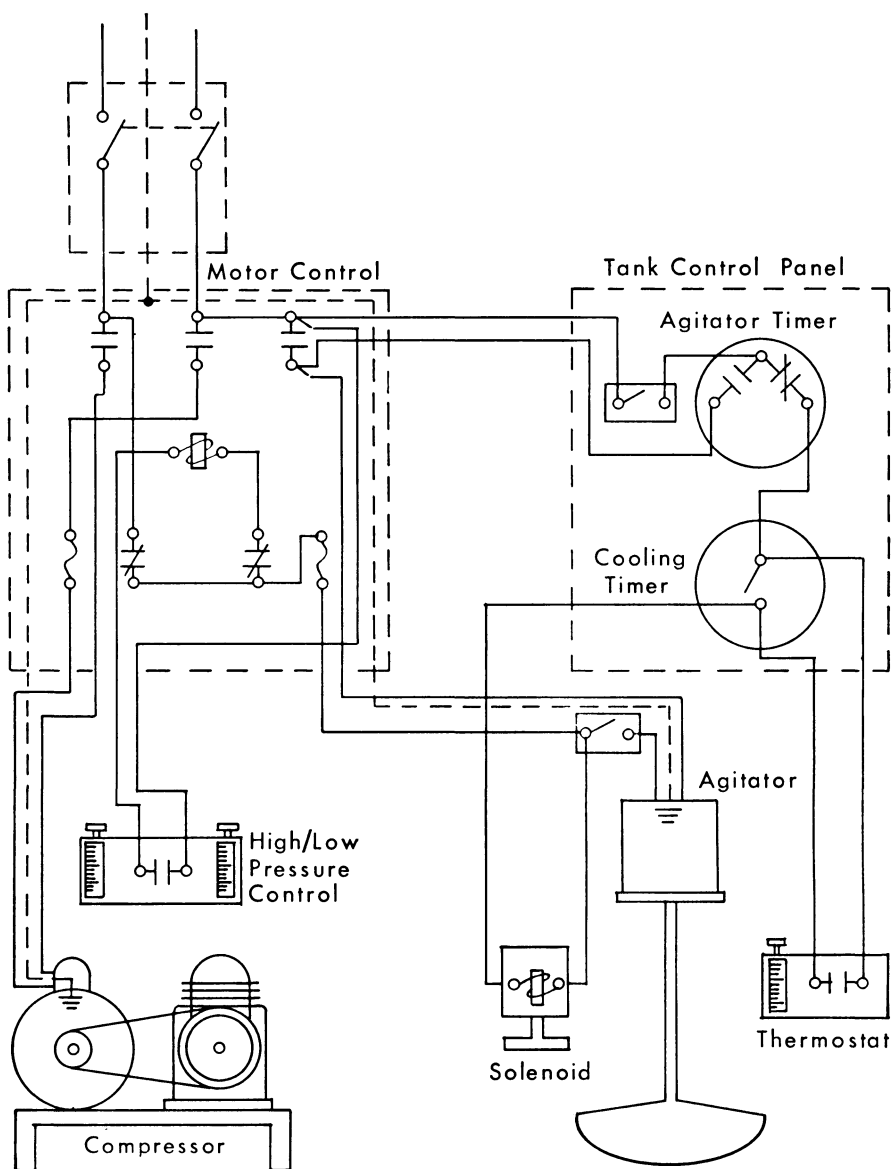 Motor Control
Tank Control Panel
Agitator Timer
Cooling
Timer
Agitator
High/Low
Pressure
Control
Solenoid
Thermostat
Compressor